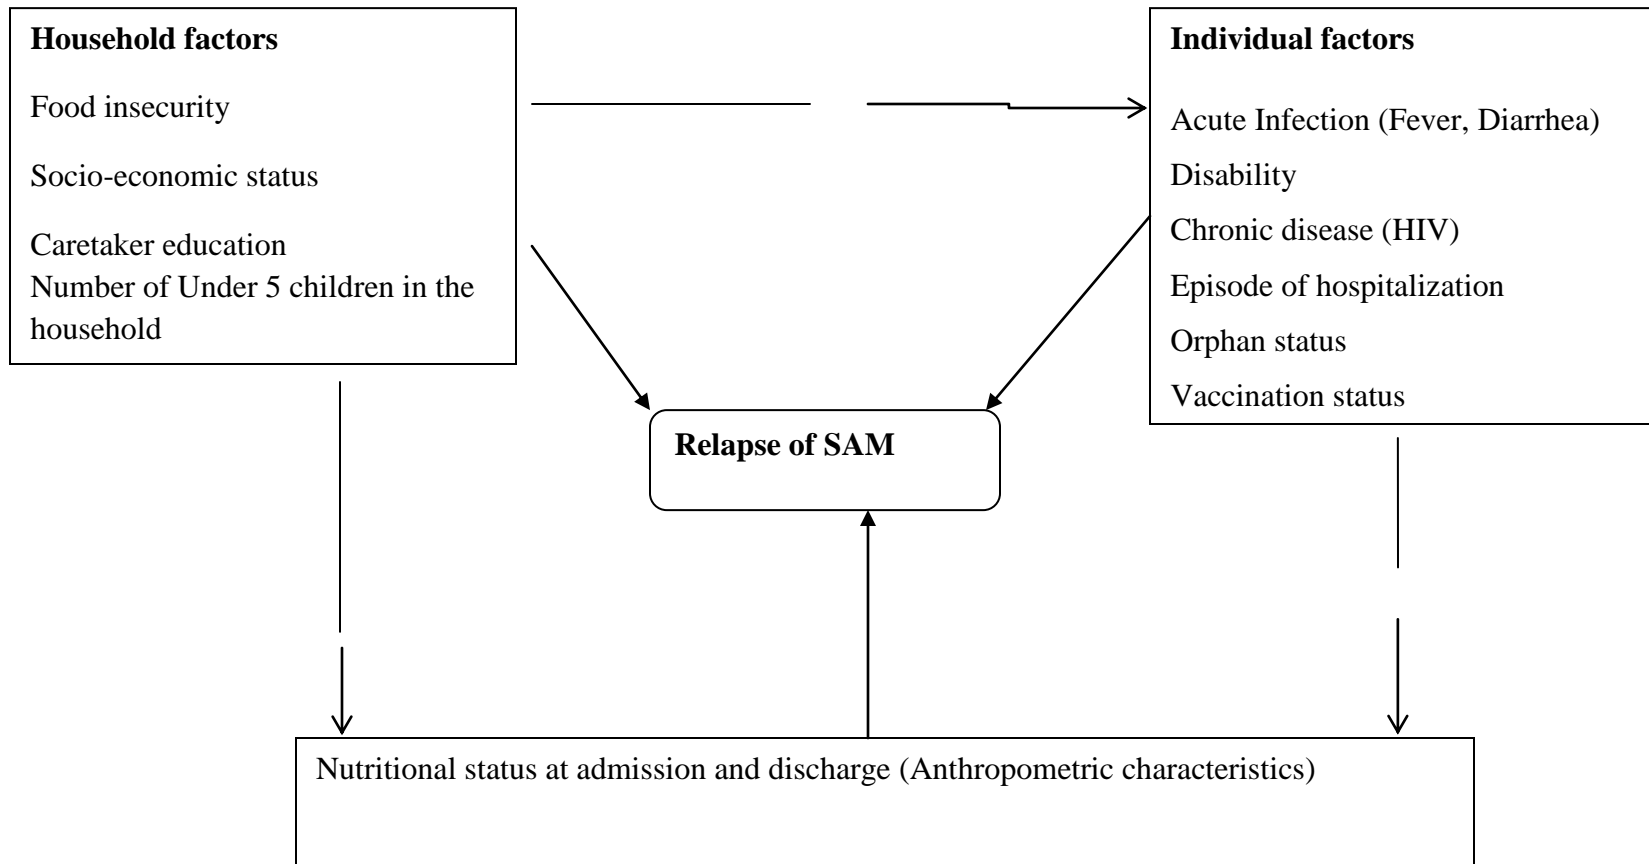 Household factors
Food insecurity
Socio-economic status
Caretaker education
Number of Under 5 children in the
household
Individual factors
Acute Infection (Fever, Diarrhea)
Disability
Chronic disease (HIV)
Episode of hospitalization
Orphan status
Vaccination status
Relapse of SAM
Nutritional status at admission and discharge (Anthropometric characteristics)